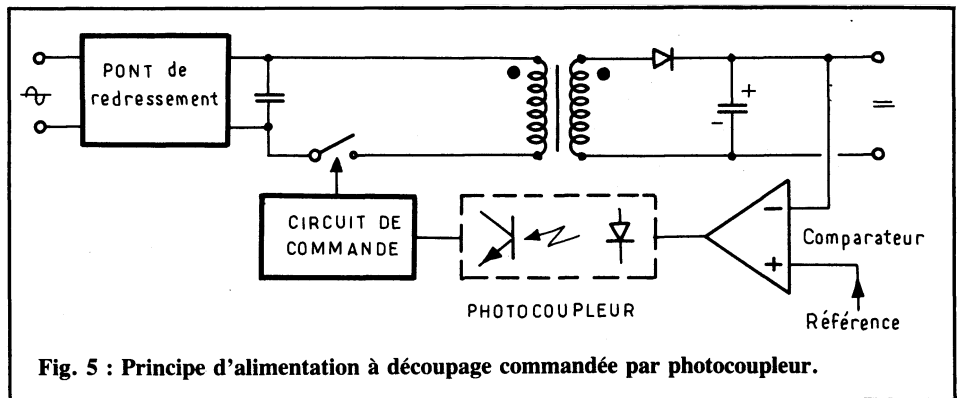 PONT de
redressement
+
-
=
CIRCUIT DE
COMMANDE
-
+
Comparateur
PHOTOCOUPLEUR
Référence
Fig. 5 : Principe d'alimentation à découpage commandée par photocoupleur.